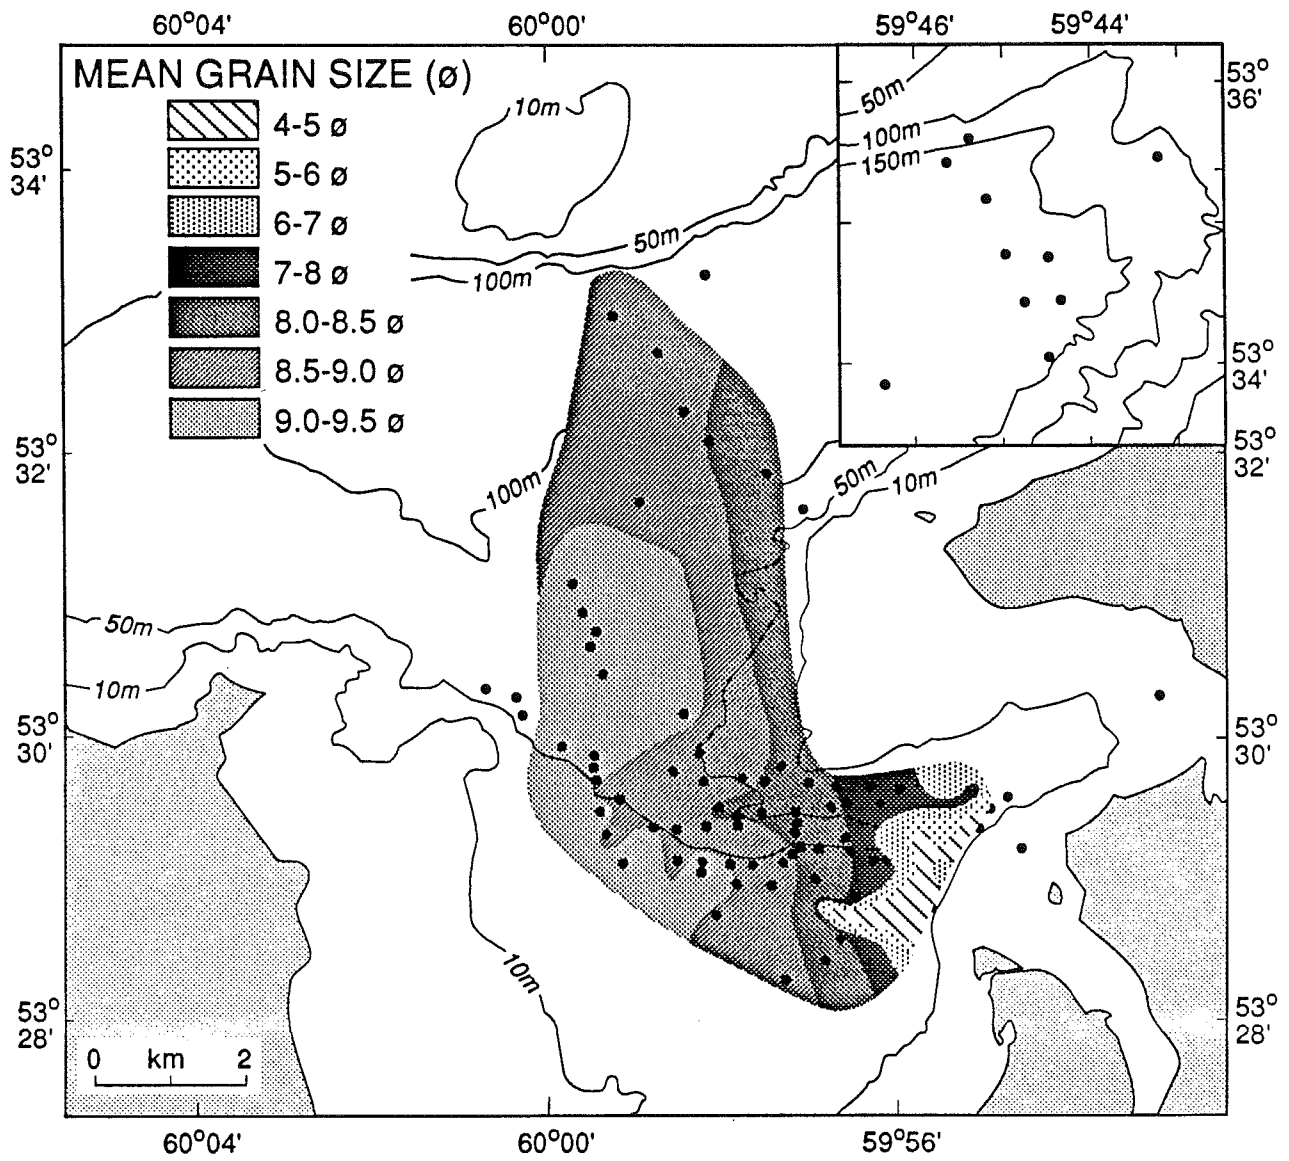 60°04'
60°00'
59°46'
59°44'
MEAN GRAIN SIZE (ø)
4-5 ø
5-6 ø
6-7 ø
7-8 ø
8.0-8.5 ø
8.5-9.0 ø
9.0-9.5 ø
10m
50m
100m
50m
100m
150m
53°
36'
53°
34'
53°
34'
53°
32'
53°
32'
100m
50m
10m
50m
10m
53°
30'
53°
30'
10m
53°
28'
53°
28'
0 km 2
60°04'
60°00'
59°56'